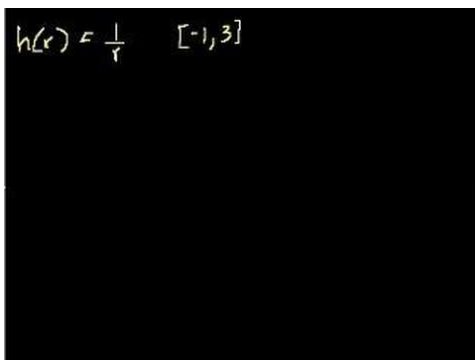 h(r) = 1/r [-1, 3]